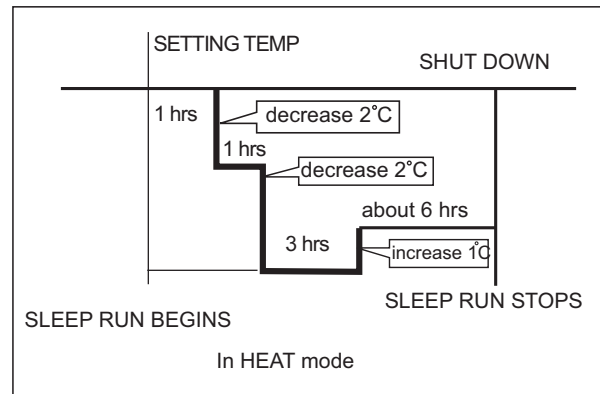 SETTING TEMP
SHUT DOWN
1 hrs
decrease 2°C
1 hrs
decrease 2°C
about 6 hrs
3 hrs
increase 1°C
SLEEP RUN STOPS
SLEEP RUN BEGINS
In HEAT mode